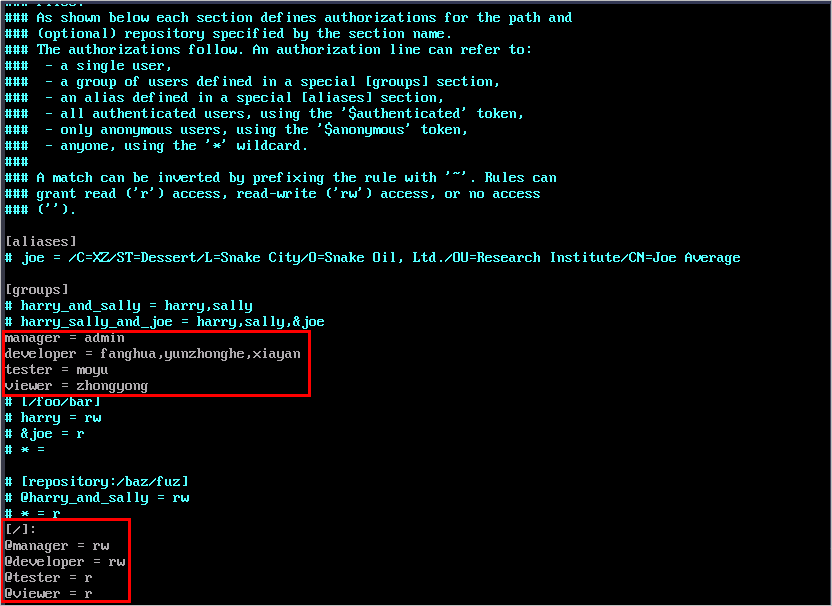 ### As shown below each section defines authorizations for the path and
### (optional) repository specified by the section name.
### The authorizations follow. An authorization line can refer to:
###  - a single user,
###  - a group of users defined in a special [groups] section,
###  - an alias defined in a special [aliases] section,
###  - all authenticated users, using the '$authenticated' token,
###  - only anonymous users, using the '$anonymous' token,
###  - anyone, using the '*' wildcard.
###
### A match can be inverted by prefixing the rule with '~'. Rules can
### grant read ('r') access, read-write ('rw') access, or no access
### ('').
[aliases]
# joe = /C=XZ/ST=Dessert/L=Snake City/O=Snake Oil, Ltd./OU=Research Institute/CN=Joe Average
[groups]
# harry_and_sally = harry,sally
# harry_sally_and_joe = harry,sally,&joe
manager = admin
developer = fanghua,yunzhonghe,xiayan
tester = moyu
viewer = zhongyong
# [/foo/bar]
# harry = rw
# &joe = r
# * =
# [repository:/baz/fuz]
# @harry_and_sally = rw
# * = r
[/]:
@manager = rw
@developer = rw
@tester = r
@viewer = r